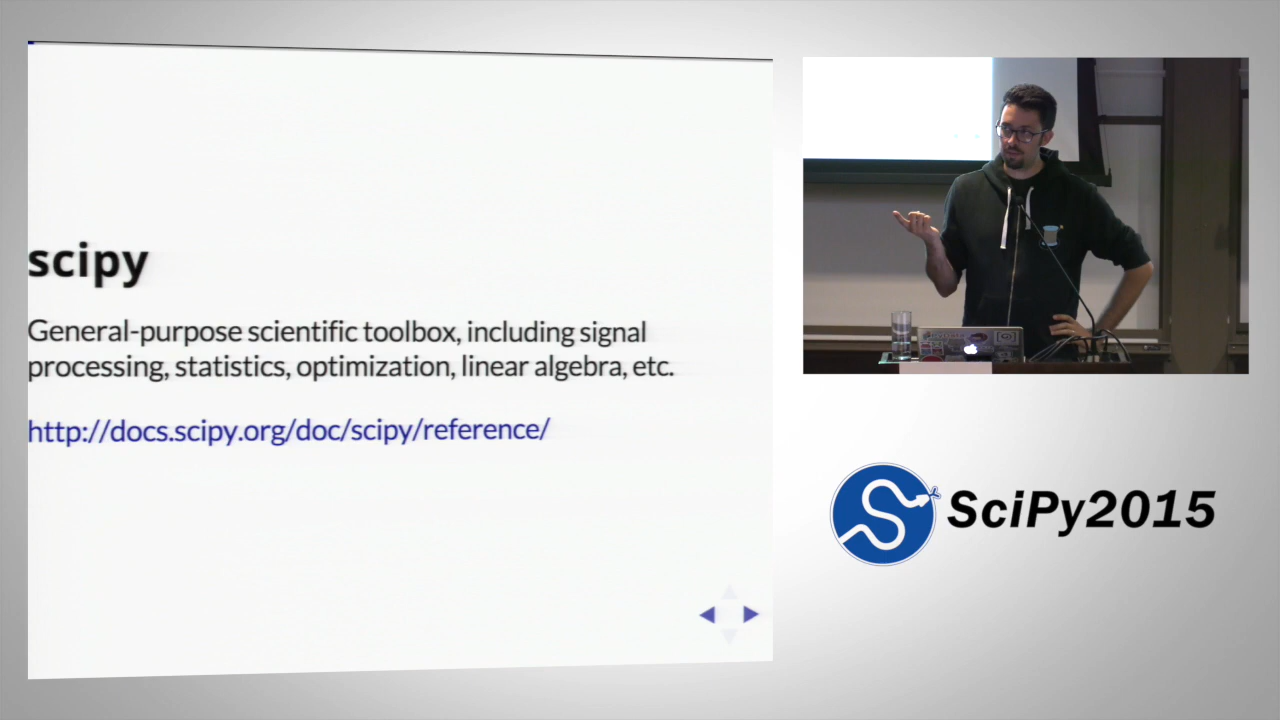 scipy
General-purpose scientific toolbox, including signal
processing, statistics, optimization, linear algebra, etc.
http://docs.scipy.org/doc/scipy/reference/
SciPy2015